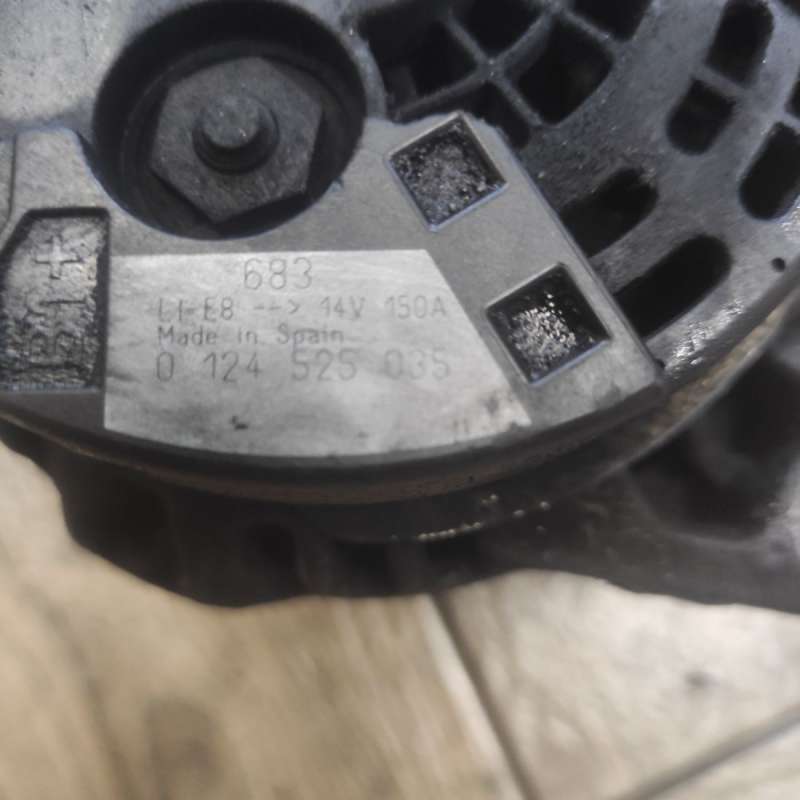 683
LI-E8 --> 14V 150A
Made in Spain
0 124 525 035
B+